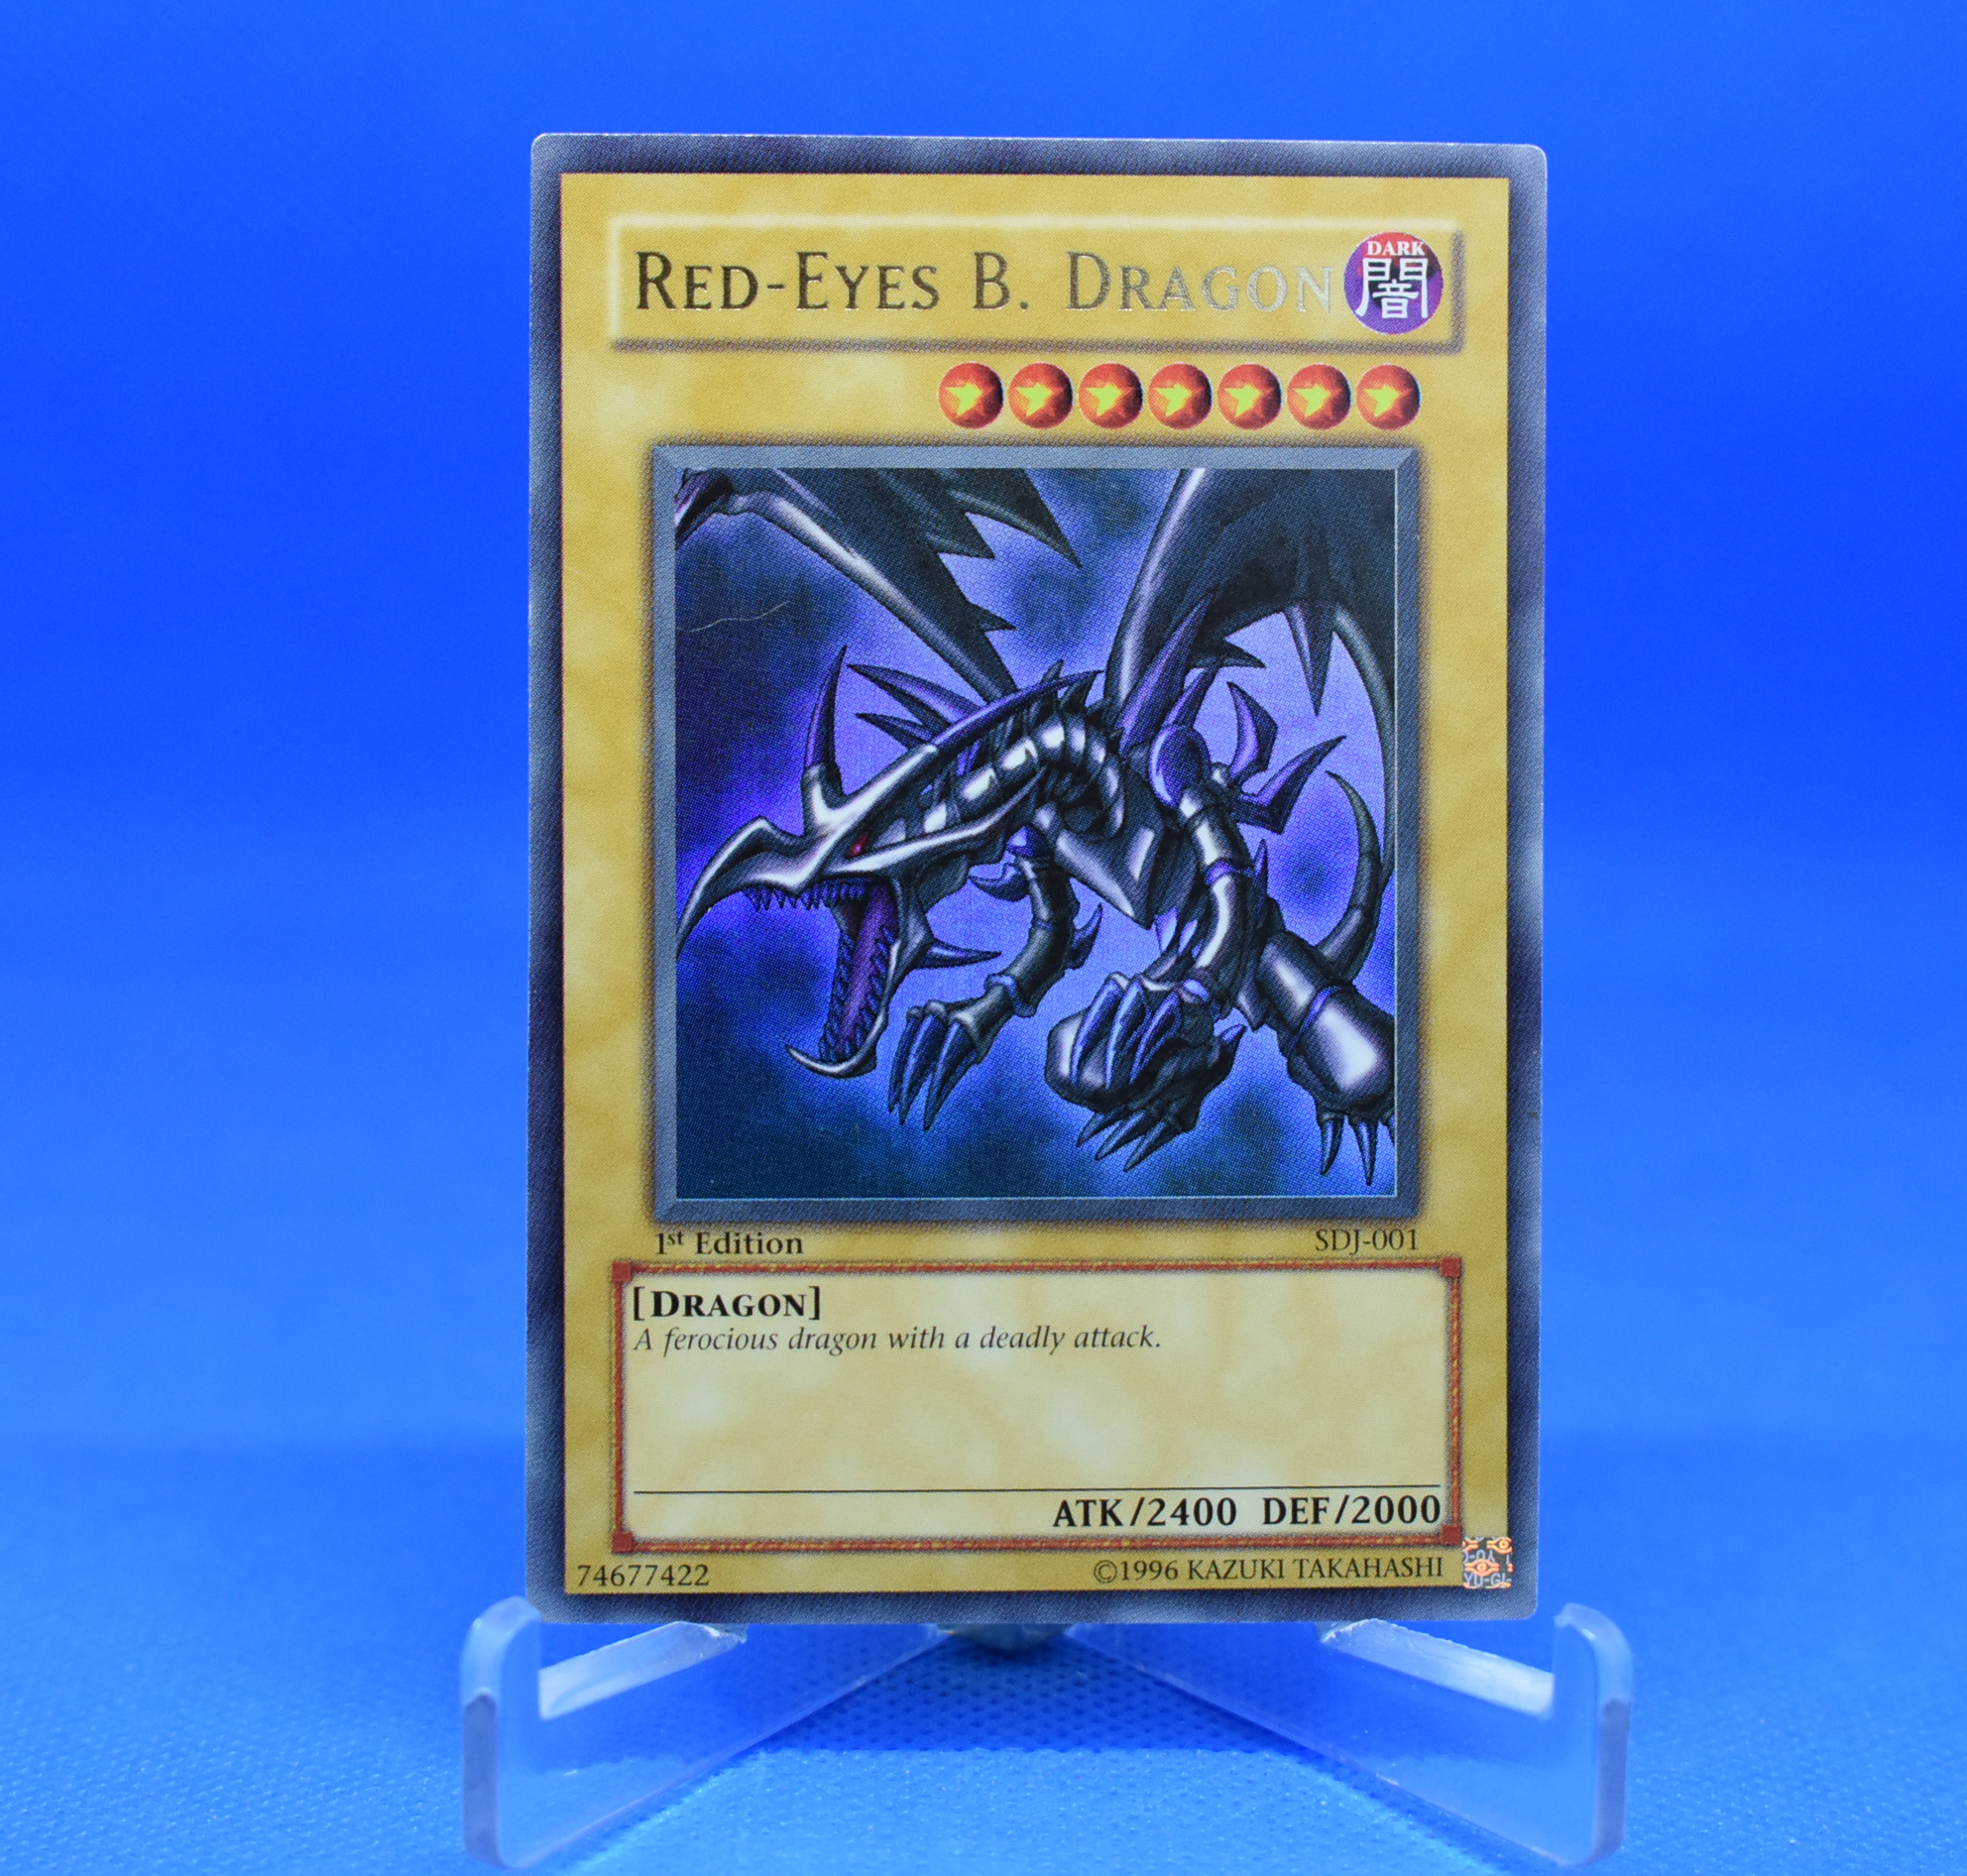 RED-EYES B. DRAGON
DARK
闇
1st Edition
SDJ-001
[DRAGON]
A ferocious dragon with a deadly attack.
ATK/2400 DEF/2000
74677422
©1996 KAZUKI TAKAHASHI